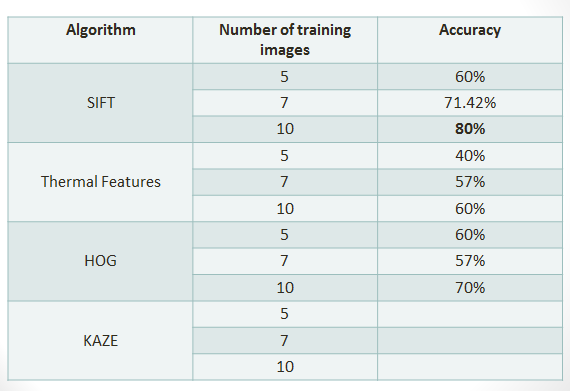 Algorithm Number of training images Accuracy
SIFT
5 60%
7 71.42%
10 80%
Thermal Features
5 40%
7 57%
10 60%
HOG
5 60%
7 57%
10 70%
KAZE
5
7
10